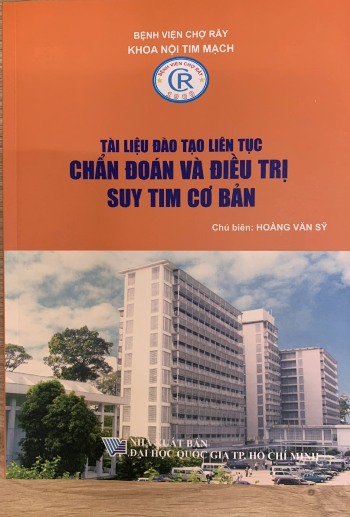 BỆNH VIỆN CHỢ RẪY
KHOA NỘI TIM MẠCH
BỆNH VIỆN CHỢ RẪY
CR
1900
TÀI LIỆU ĐÀO TẠO LIÊN TỤC
CHẨN ĐOÁN VÀ ĐIỀU TRỊ
SUY TIM CƠ BẢN
Chủ biên: HOÀNG VĂN SỸ
NHÀ XUẤT BẢN
ĐẠI HỌC QUỐC GIA TP. HỒ CHÍ MINH